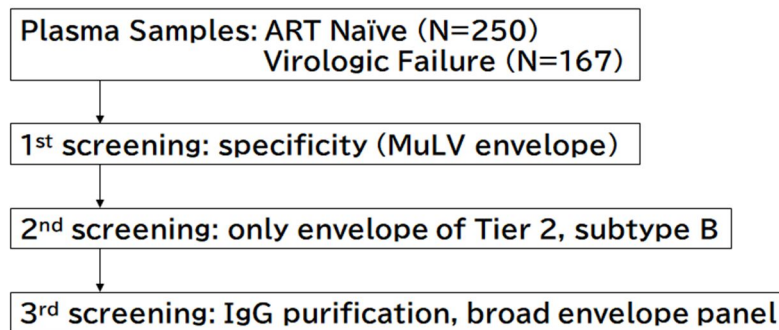 Plasma Samples: ART Naïve (N=250)
Virologic Failure (N=167)
1st screening: specificity (MuLV envelope)
2nd screening: only envelope of Tier 2, subtype B
3rd screening: IgG purification, broad envelope panel